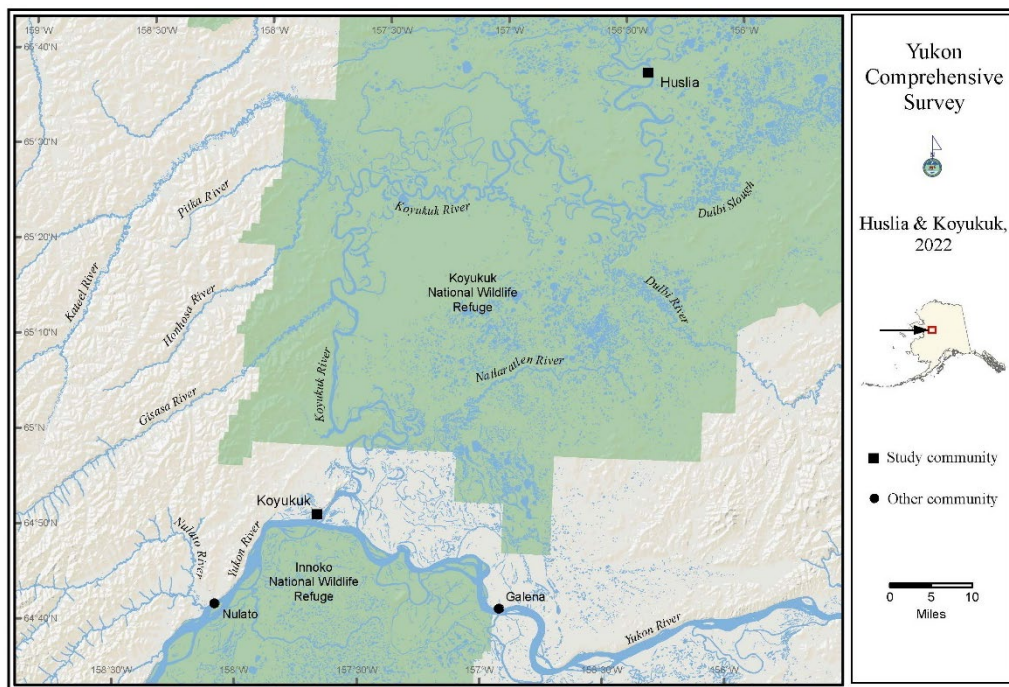 159°W
158°30'W
158°W
157°30'W
157°W
156°30'W
156°W
65°40'N
Huslia
65°30'N
Pitka River
Koyukuk River
Dulbi Slough
65°20'N
Kateel River
Honhosa River
Koyukuk
National Wildlife
Refuge
Dulbi River
65°10'N
Gisasa River
Koyukuk River
Natlaratlen River
65°N
Koyukuk
64°50'N
Nulato River
Yukon River
Innoko
National Wildlife
Refuge
Nulato
Galena
64°40'N
Yukon River
158°30'W
158°W
157°30'W
157°W
156°30'W
156°W
Yukon
Comprehensive
Survey
N
Huslia & Koyukuk,
2022
Study community
Other community
0 5 10
Miles